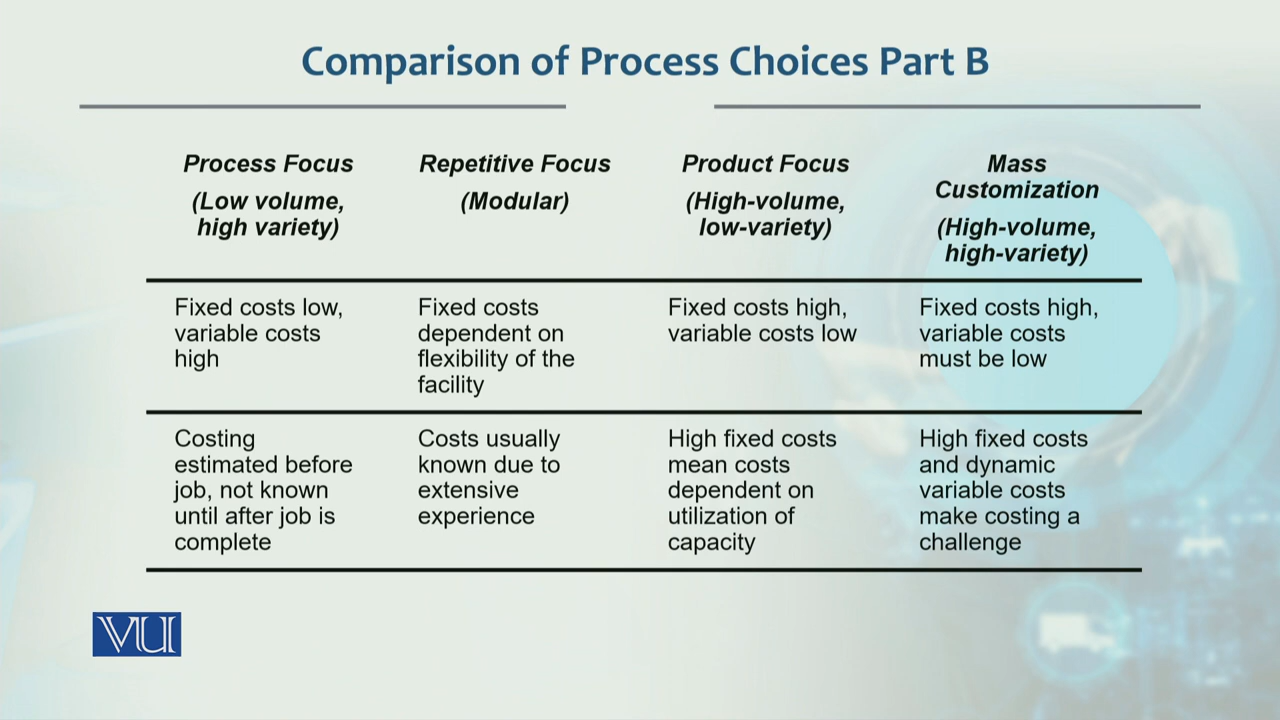 Comparison of Process Choices Part B
Process Focus
(Low volume,
high variety)
Repetitive Focus
(Modular)
Product Focus
(High-volume,
low-variety)
Mass
Customization
(High-volume,
high-variety)
Fixed costs low,
variable costs
high
Fixed costs
dependent on
flexibility of the
facility
Fixed costs high,
variable costs low
Fixed costs high,
variable costs
must be low
Costing
estimated before
job, not known
until after job is
complete
Costs usually
known due to
extensive
experience
High fixed costs
mean costs
dependent on
utilization of
capacity
High fixed costs
and dynamic
variable costs
make costing a
challenge
VU